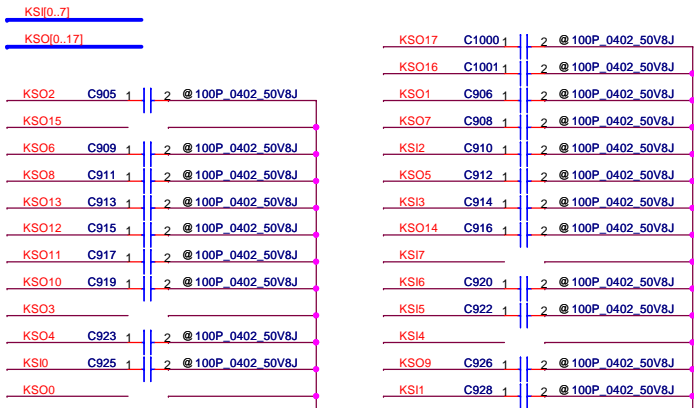 KSI[0..7]
KSO[0..17]
KSO2 C905 1 2 @100P_0402_50V8J
KSO15
KSO6 C909 1 2 @100P_0402_50V8J
KSO8 C911 1 2 @100P_0402_50V8J
KSO13 C913 1 2 @100P_0402_50V8J
KSO12 C915 1 2 @100P_0402_50V8J
KSO11 C917 1 2 @100P_0402_50V8J
KSO10 C919 1 2 @100P_0402_50V8J
KSO3
KSO4 C923 1 2 @100P_0402_50V8J
KSI0 C925 1 2 @100P_0402_50V8J
KSO0
KSO17 C1000 1 2 @100P_0402_50V8J
KSO16 C1001 1 2 @100P_0402_50V8J
KSO1 C906 1 2 @100P_0402_50V8J
KSO7 C908 1 2 @100P_0402_50V8J
KSI2 C910 1 2 @100P_0402_50V8J
KSO5 C912 1 2 @100P_0402_50V8J
KSI3 C914 1 2 @100P_0402_50V8J
KSO14 C916 1 2 @100P_0402_50V8J
KSI7
KSI6 C920 1 2 @100P_0402_50V8J
KSI5 C922 1 2 @100P_0402_50V8J
KSI4
KSO9 C926 1 2 @100P_0402_50V8J
KSI1 C928 1 2 @100P_0402_50V8J